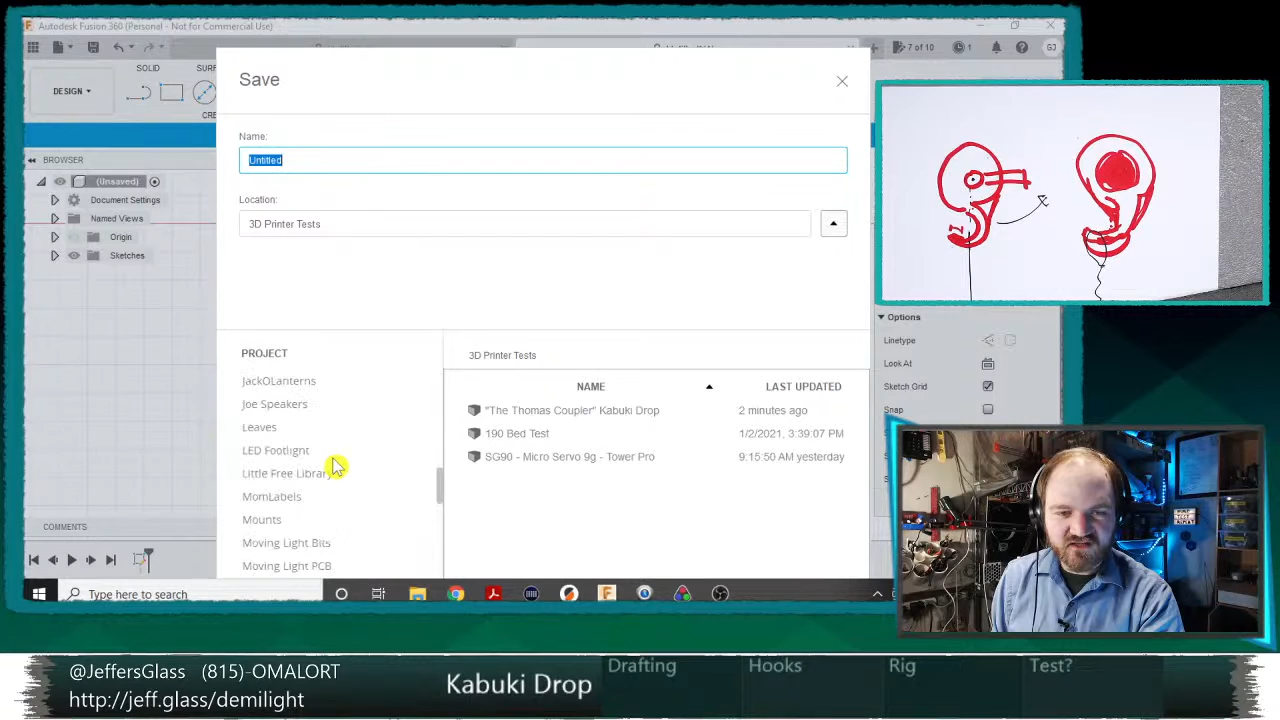 Autodesk Fusion 360 (Personal - Not for Commercial Use)
7 of 10
1
GJ
SOLID
DESIGN
Save
Name:
Untitled
Location:
3D Printer Tests
BROWSER
(Unsaved)
Document Settings
Named Views
Origin
Sketches
PROJECT
JackOLanterns
Joe Speakers
Leaves
LED Footlignt
Little Free Library
MomLabels
Mounts
Moving Light Bits
Moving Light PCB
3D Printer Tests
NAME
LAST UPDATED
"The Thomas Coupler" Kabuki Drop
2 minutes ago
190 Bed Test
1/2/2021, 3:39:07 PM
SG90 - Micro Servo 9g - Tower Pro
9:15:50 AM yesterday
Options
Linetype
Look At
Sketch Grid
Snap
COMMENTS
Type here to search
@JeffersGlass (815)-OMALORT
http://jeff.glass/demilight
Kabuki Drop
Drafting
Hooks
Rig
Test?